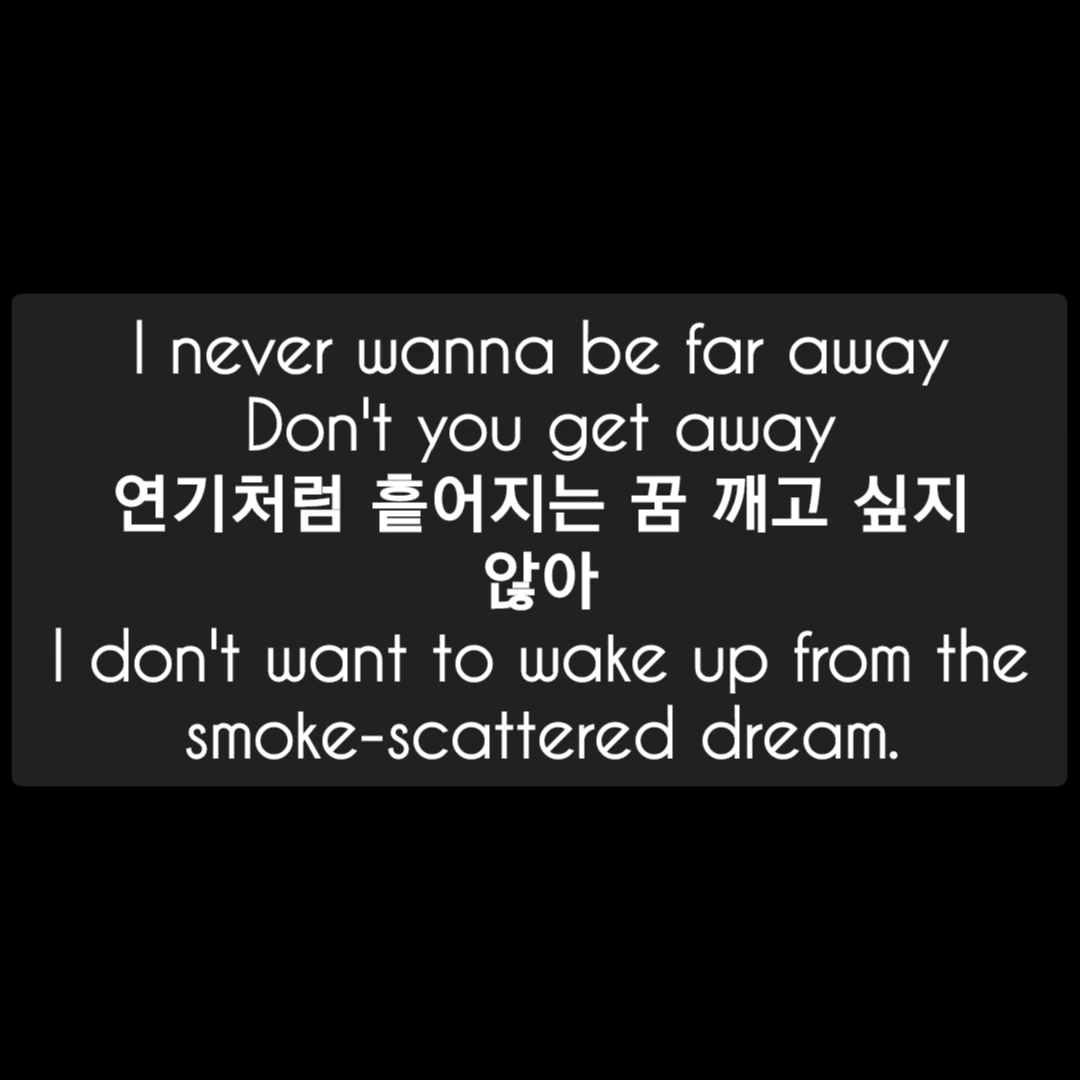 I never wanna be far away
Don't you get away
연기처럼 흩어지는 꿈 깨고 싶지
않아
I don't want to wake up from the
smoke-scattered dream.